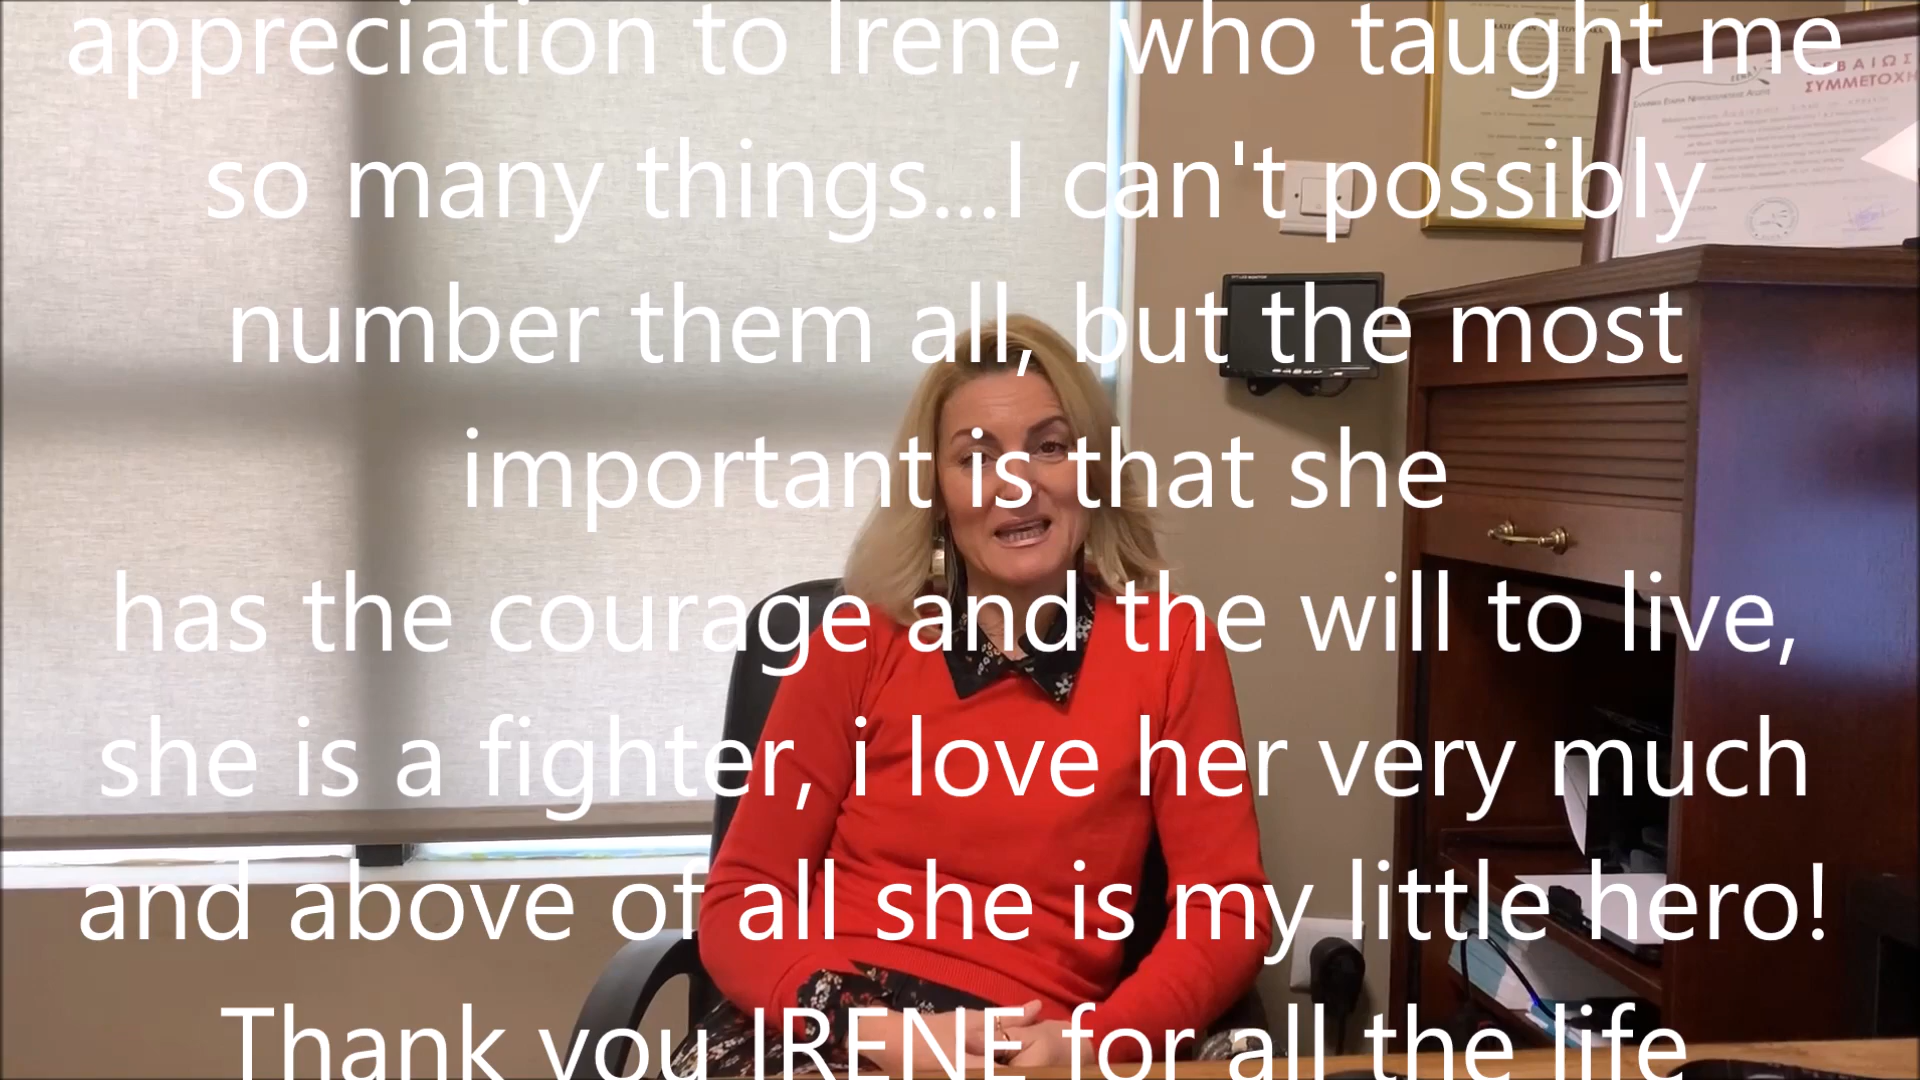 appreciation to Irene, who taught me
so many things...I can't possibly
number them all, but the most
important is that she
has the courage and the will to live,
she is a fighter, i love her very much
and above of all she is my little hero!
Thank you IRENE for all the life
ΣΥΜΜΕΤΟΧΗ